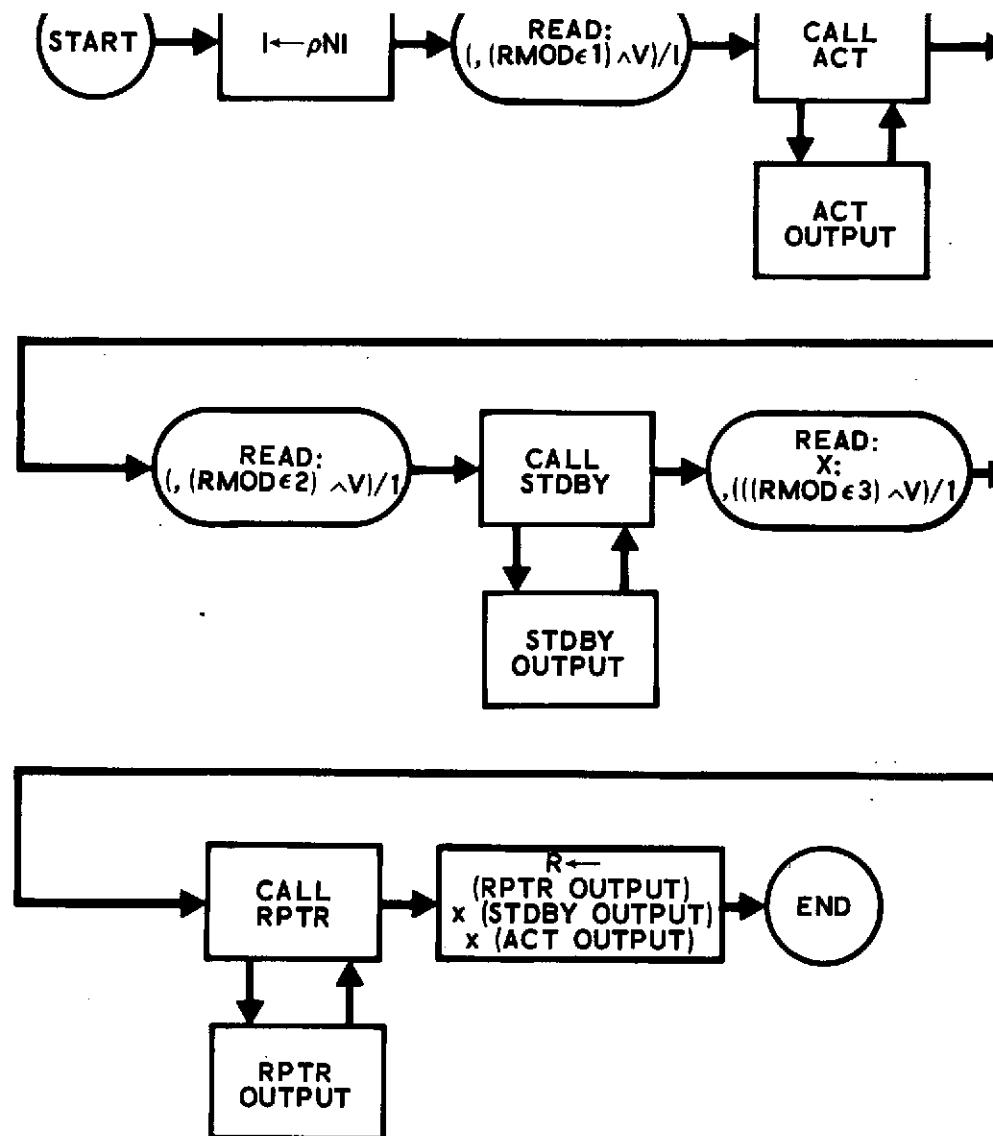 START
I←ρNI
READ:
(, (RMODϵ1) ∧V)/I
CALL
ACT
ACT
OUTPUT
READ:
(, (RMODϵ2) ∧V)/1
CALL
STDBY
READ:
X:
,(((RMODϵ3) ∧V)/1
STDBY
OUTPUT
CALL
RPTR
R←
(RPTR OUTPUT)
x (STDBY OUTPUT)
x (ACT OUTPUT)
END
RPTR
OUTPUT